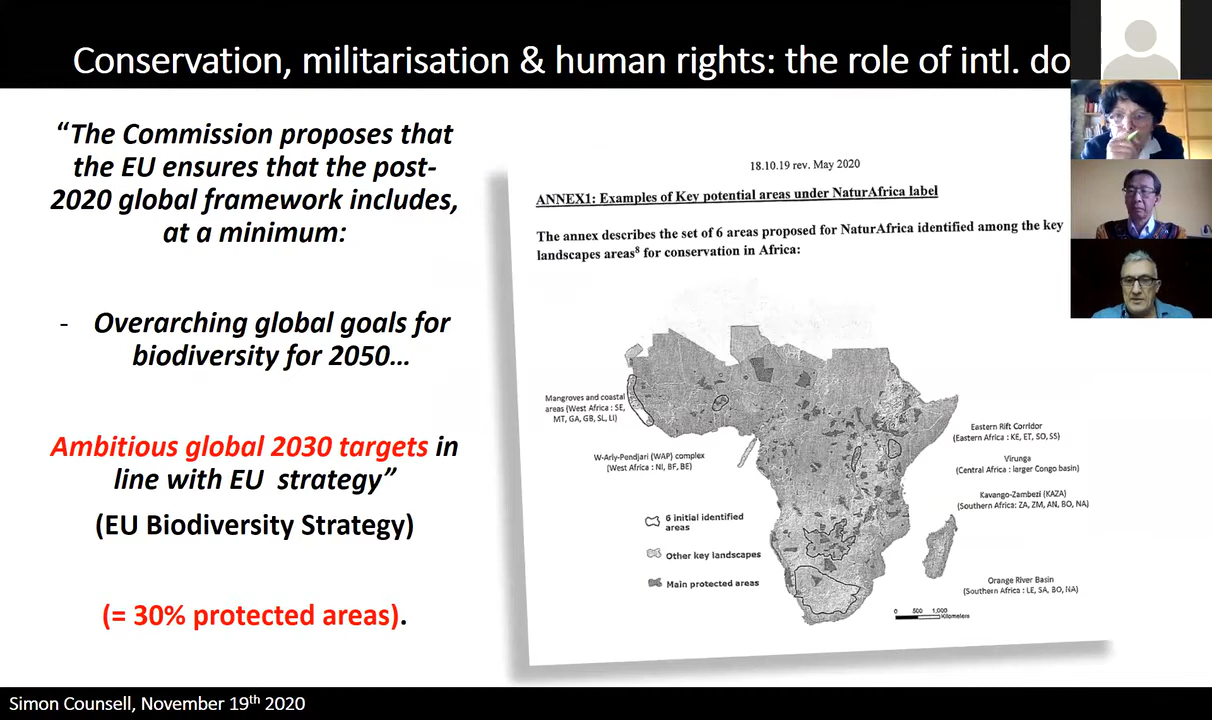 Conservation, militarisation & human rights: the role of intl. do
“The Commission proposes that
the EU ensures that the post-
2020 global framework includes,
at a minimum:
- Overarching global goals for
biodiversity for 2050…
Ambitious global 2030 targets in
line with EU strategy”
(EU Biodiversity Strategy)
(= 30% protected areas).
18.10.19 rev. May 2020
ANNEX1: Examples of Key potential areas under NaturAfrica label
The annex describes the set of 6 areas proposed for NaturAfrica identified among the key
landscapes areas⁸ for conservation in Africa:
Mangroves and coastal
areas (West Africa : SE,
MT, GA, GB, SL, LI)
W-Arly-Pendjari (WAP) complex
(West Africa : NI, BF, BE)
6 initial identified
areas
Other key landscapes
Main protected areas
Eastern Rift Corridor
(Eastern Africa : KE, ET, SO, SS)
Virunga
(Central Africa : larger Congo basin)
Kavango-Zambezi (KAZA)
(Southern Africa: ZA, ZM, AN, BO, NA)
Orange River Basin
(Southern Africa : LE, SA, BO, NA)
0 500 1,000
Kilometers
Simon Counsell, November 19th 2020